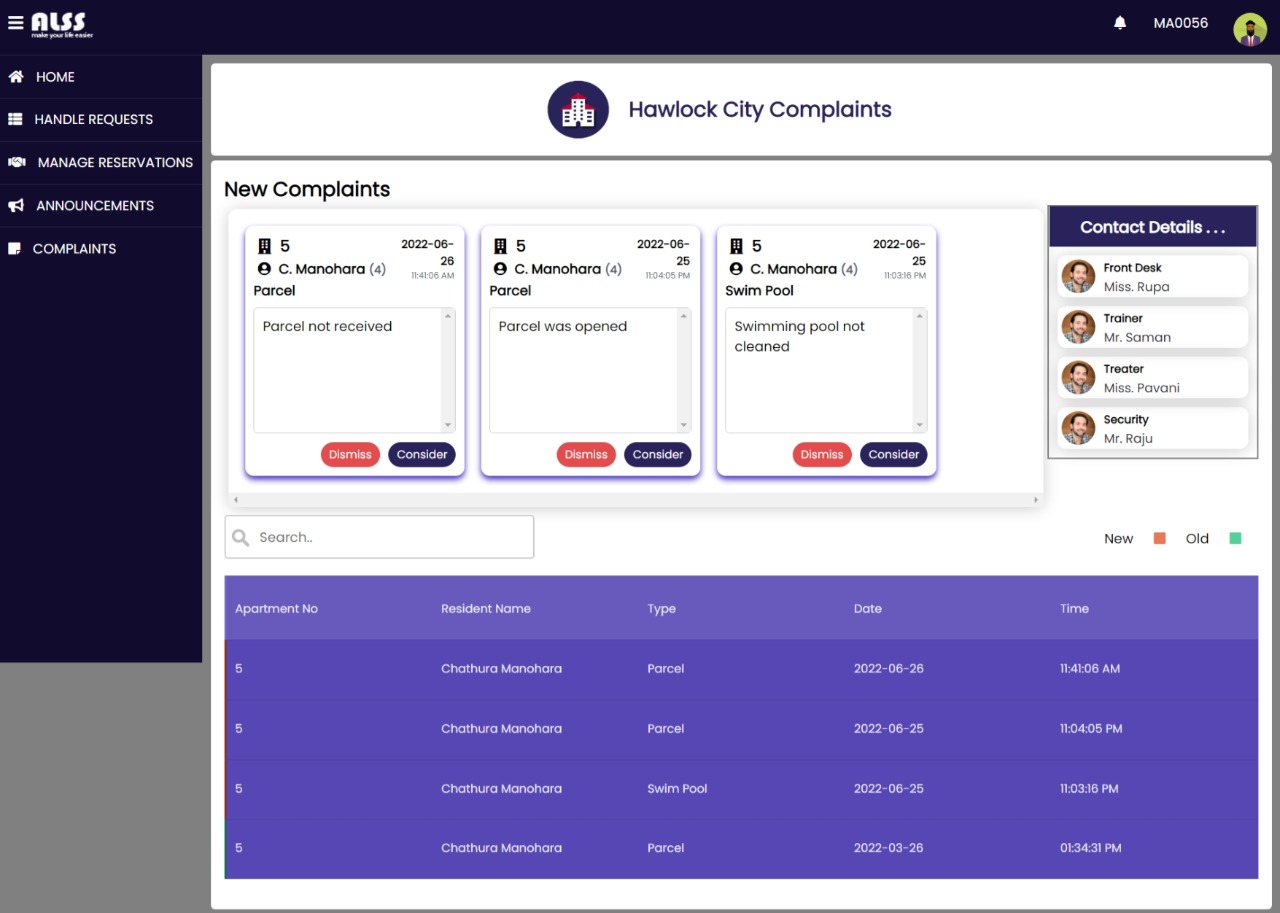 ALSS
make your life easier
MA0056
HOME
HANDLE REQUESTS
MANAGE RESERVATIONS
ANNOUNCEMENTS
COMPLAINTS
Hawlock City Complaints
New Complaints
5
2022-06-26
C. Manohara (4)
11:41:06 AM
Parcel
Parcel not received
Dismiss
Consider
5
2022-06-25
C. Manohara (4)
11:04:05 PM
Parcel
Parcel was opened
Dismiss
Consider
5
2022-06-25
C. Manohara (4)
11:03:16 PM
Swim Pool
Swimming pool not
cleaned
Dismiss
Consider
Contact Details . . .
Front Desk
Miss. Rupa
Trainer
Mr. Saman
Treater
Miss. Pavani
Security
Mr. Raju
Search..
New Old
Apartment No Resident Name Type Date Time
5 Chathura Manohara Parcel 2022-06-26 11:41:06 AM
5 Chathura Manohara Parcel 2022-06-25 11:04:05 PM
5 Chathura Manohara Swim Pool 2022-06-25 11:03:16 PM
5 Chathura Manohara Parcel 2022-03-26 01:34:31 PM